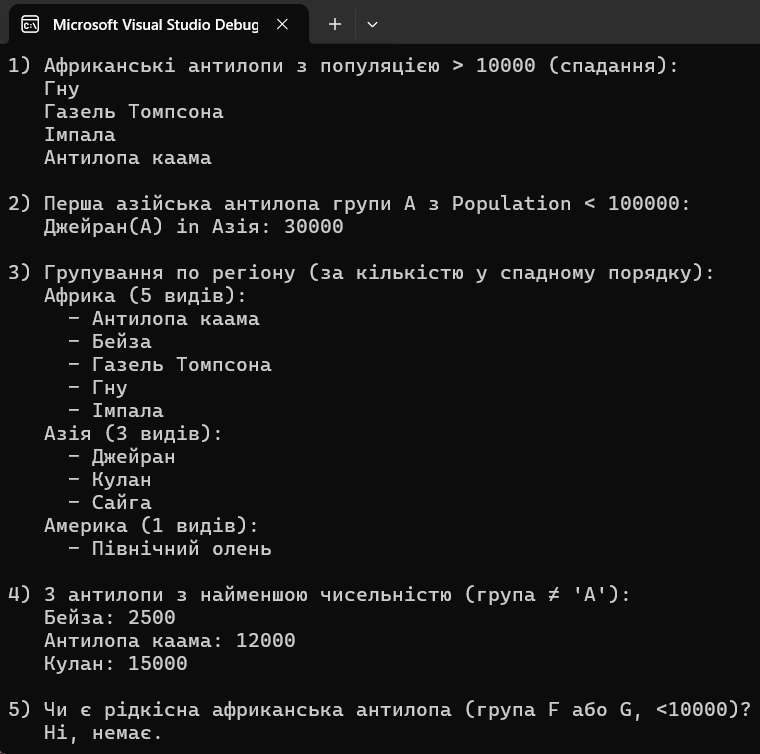 Microsoft Visual Studio Debug
1) Африканські антилопи з популяцією > 10000 (спадання):
Гну
Газель Томпсона
Імпала
Антилопа каама
2) Перша азійська антилопа групи A з Population < 100000:
Джейран(A) in Азія: 30000
3) Групування по регіону (за кількістю у спадному порядку):
Африка (5 видів):
- Антилопа каама
- Бейза
- Газель Томпсона
- Гну
- Імпала
Азія (3 видів):
- Джейран
- Кулан
- Сайга
Америка (1 видів):
- Північний олень
4) 3 антилопи з найменшою чисельністю (група ≠ 'A'):
Бейза: 2500
Антилопа каама: 12000
Кулан: 15000
5) Чи є рідкісна африканська антилопа (група F або G, <10000)?
Ні, немає.